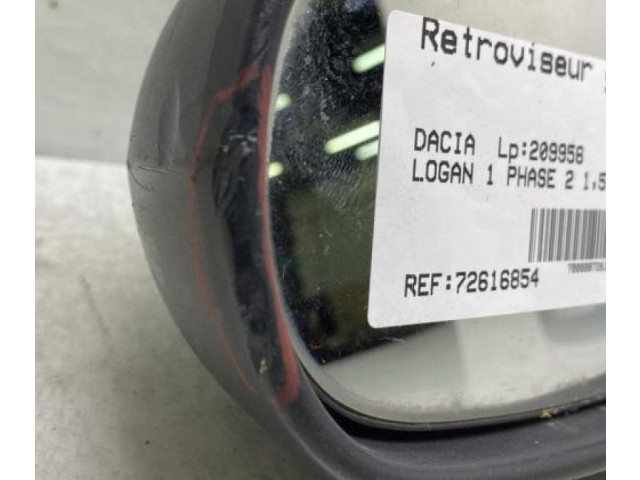 Retroviseur
DACIA Lp:209958
LOGAN 1 PHASE 2 1,5
REF:72616854